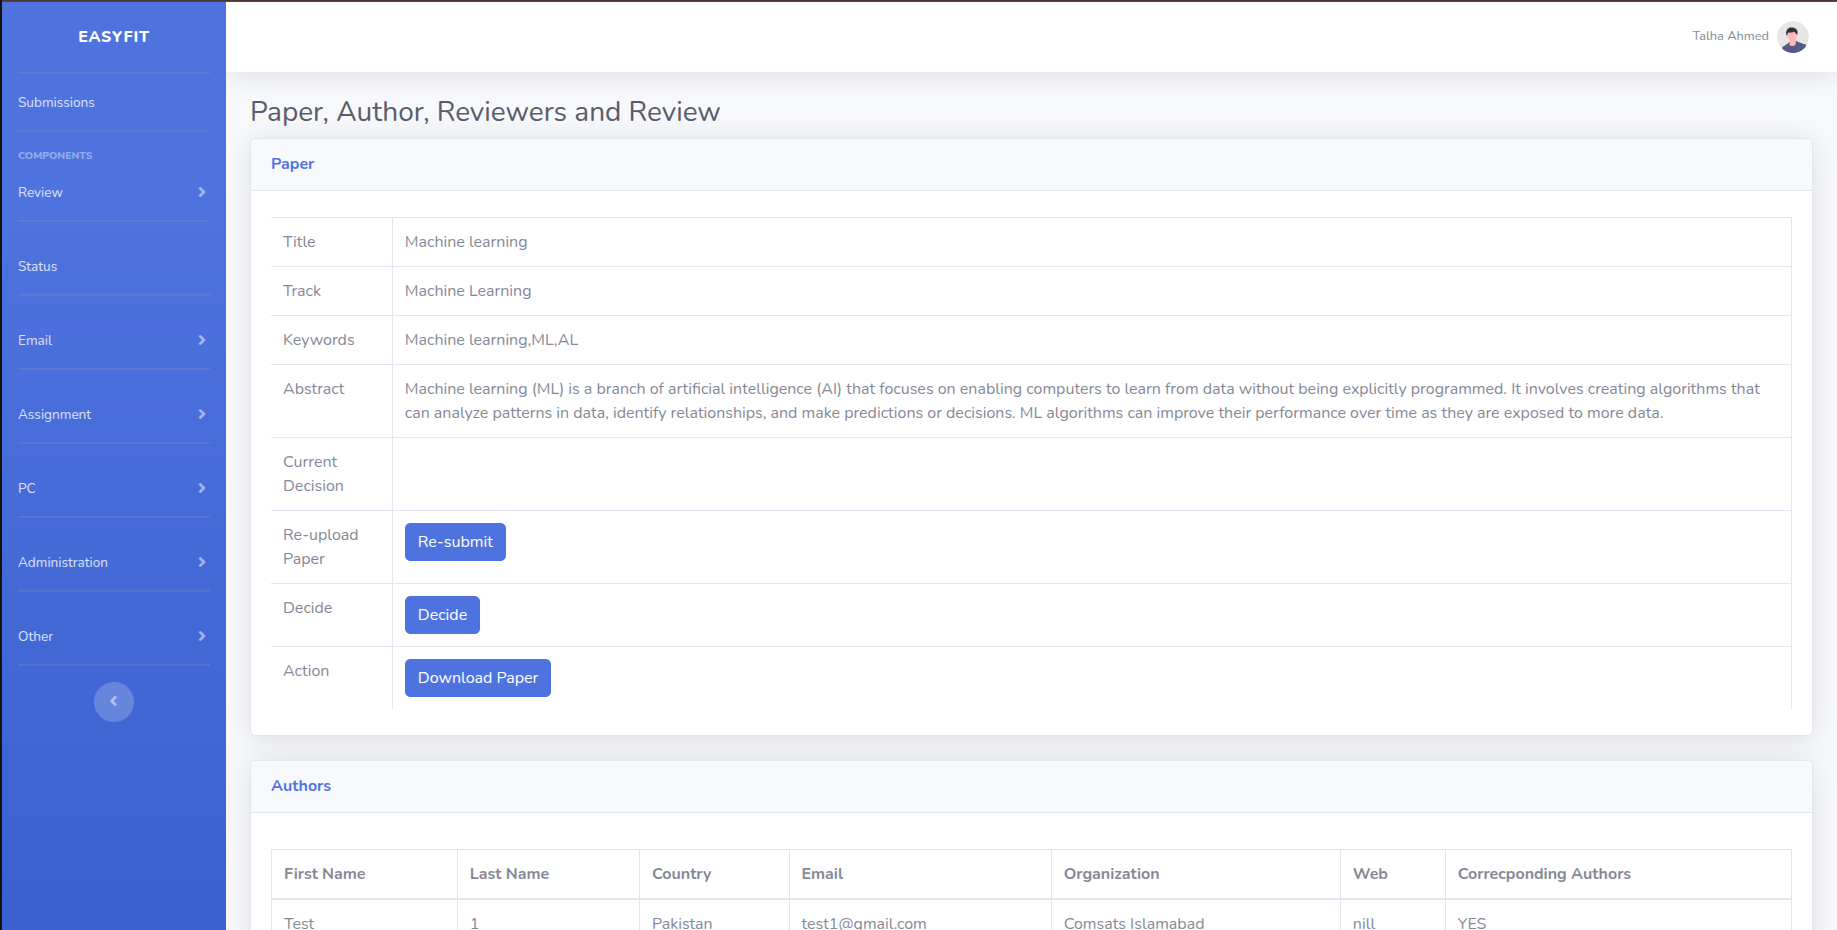 EASYFIT
Talha Ahmed
Submissions
COMPONENTS
Review
Status
Email
Assignment
PC
Administration
Other
Paper, Author, Reviewers and Review
Paper
Title Machine learning
Track Machine Learning
Keywords Machine learning,ML,AL
Abstract Machine learning (ML) is a branch of artificial intelligence (AI) that focuses on enabling computers to learn from data without being explicitly programmed. It involves creating algorithms that
can analyze patterns in data, identify relationships, and make predictions or decisions. ML algorithms can improve their performance over time as they are exposed to more data.
Current
Decision
Re-upload
Paper
Re-submit
Decide Decide
Action Download Paper
Authors
First Name Last Name Country Email Organization Web Correcponding Authors
Test 1 Pakistan test1@gmail.com Comsats Islamabad nill YES